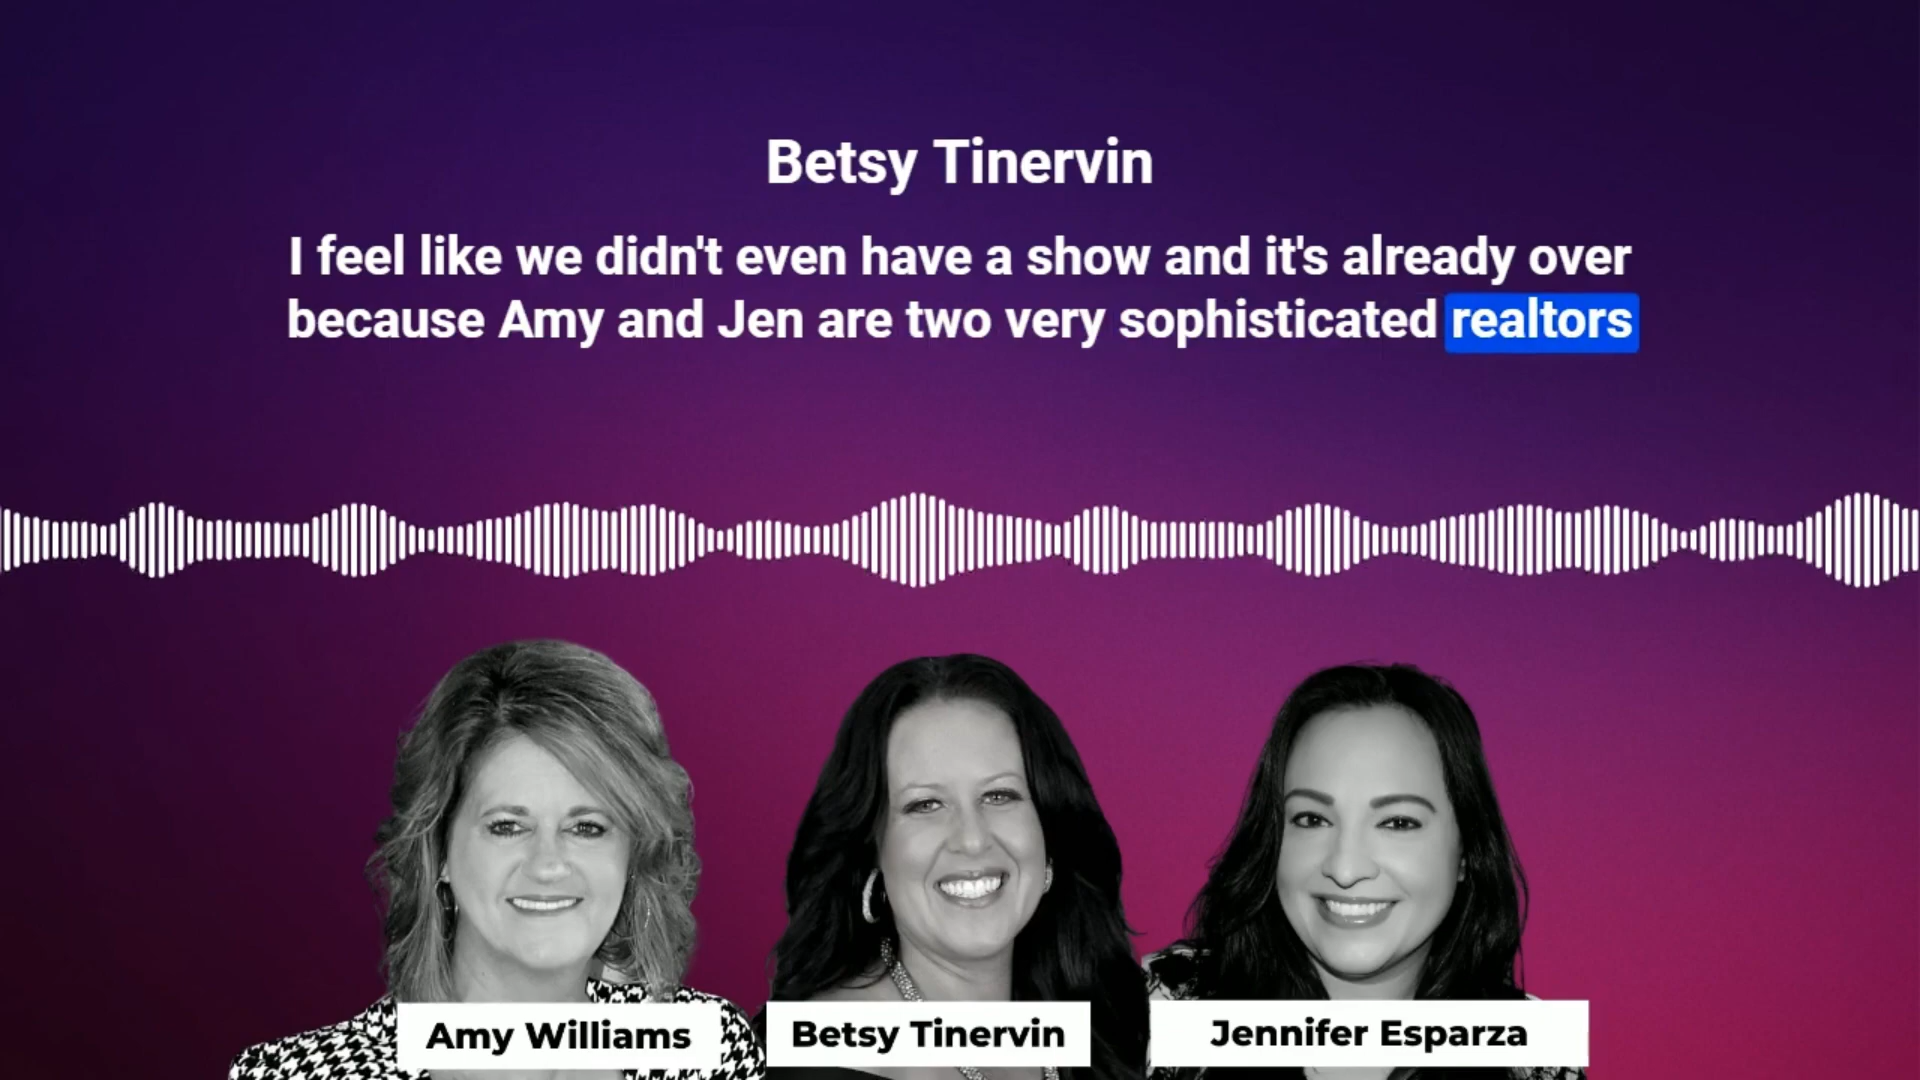 Betsy Tinervin
I feel like we didn't even have a show and it's already over
because Amy and Jen are two very sophisticated realtors
Amy Williams
Betsy Tinervin
Jennifer Esparza